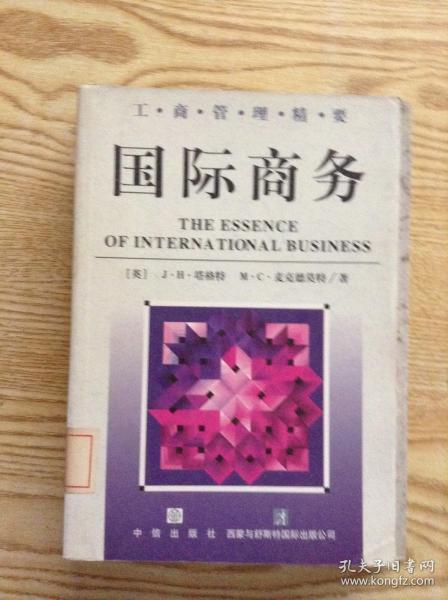 工·商·管·理·精·要
国际商务
THE ESSENCE
OF INTERNATIONAL BUSINESS
[英] J·H·塔格特 M·C·麦克德莫特/著
中信出版社 西蒙与舒斯特国际出版公司
孔夫子旧书网
www.kongfz.com